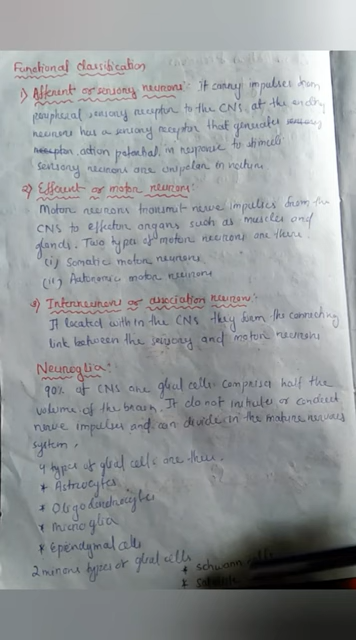 Functional classification
1) Afferent or sensory neurons:- It carry impulses from
peripheral sensory receptor to the CNS. at the ending
neurons has a sensory receptor that generates sensory
receptor action potential in response to stimuli
sensory neurons are unipolar in nature.
2) Efferent or motor neurons:-
Motor neurons transmit nerve impulses from the
CNS to effector organs such as muscles and
glands. Two types of motor neurons are there.
(i) Somatic motor neurons
(ii) Autonomic motor neurons
3) Interneurons or association neurons:-
It located within the CNS they form the connecting
link between the sensory and motor neurons
Neuroglia:-
90% of CNS are glial cells comprises half the
volume of the brain. It do not initiates or conduct
nerve impulses and can divide in the mature nervous
system.
4 types of glial cells are there.
* Astrocytes.
* Oligodendrocytes
* Microglia
* Ependymal cells
2 minor types of glial cells
* schwann cells